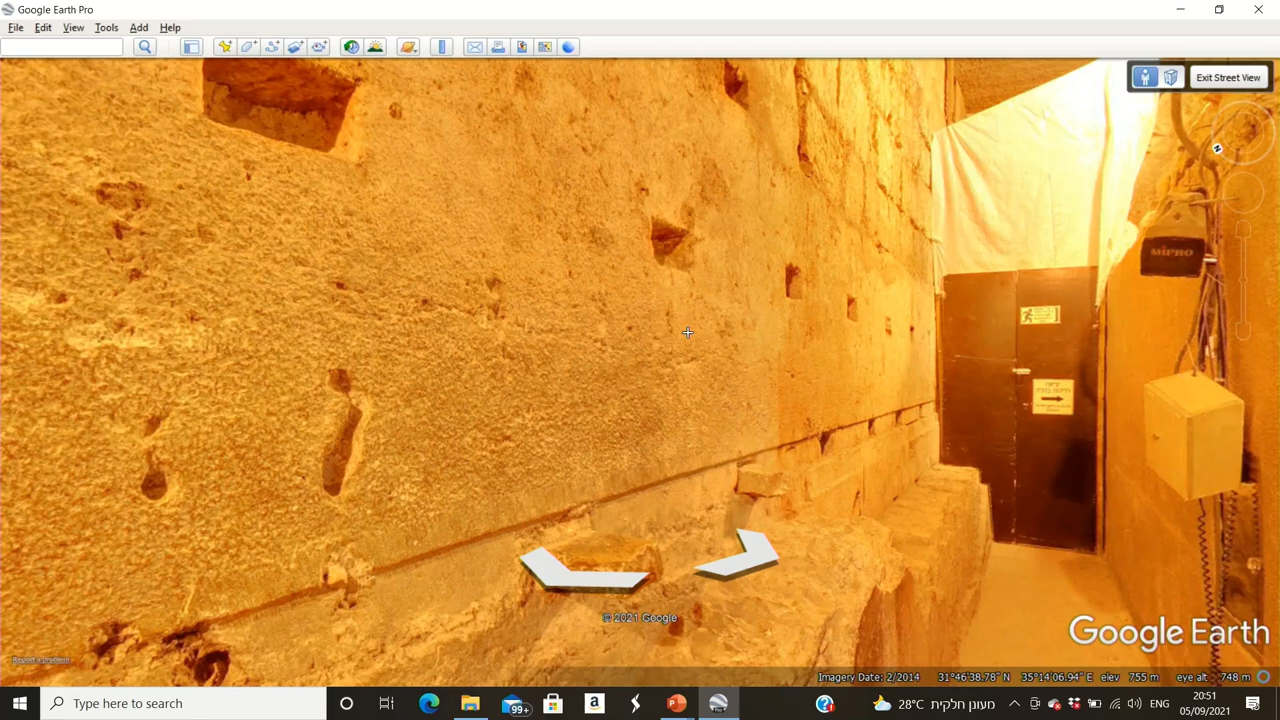 Google Earth Pro
File Edit View Tools Add Help
Exit Street View
N
MIPRO
© 2021 Google
Google Earth
Report a problem
Imagery Date: 2/2014 31°46'38.78" N 35°14'06.94" E elev 755 m eye alt 748 m
Type here to search
99+
28°C מעונן חלקית
ENG
20:51
05/09/2021